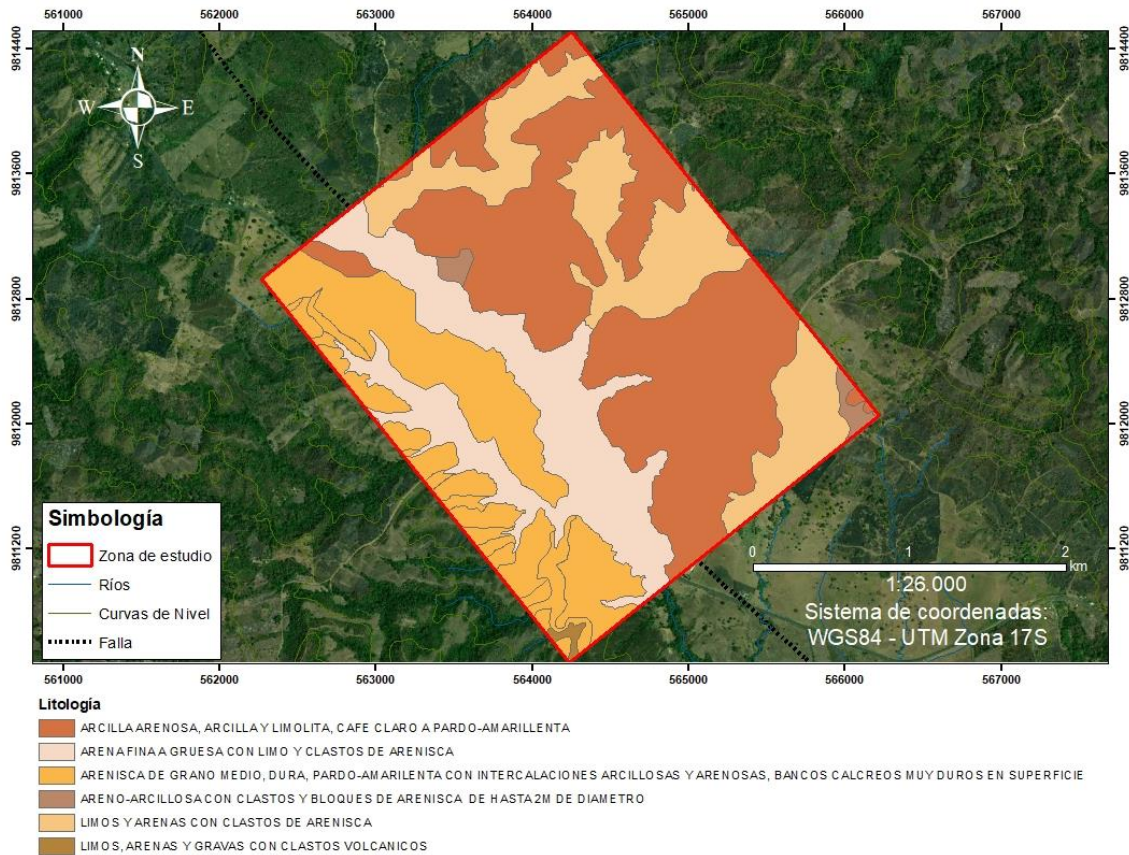 561000 562000 563000 564000 565000 566000 567000
9814400 9814400
9813600 9813600
9812800 9812800
9812000 9812000
9811200 9811200
N
W E
S
Simbología
Zona de estudio
Ríos
Curvas de Nivel
Falla
0 1 2
km
1:26.000
Sistema de coordenadas:
WGS84 - UTM Zona 17S
561000 562000 563000 564000 565000 566000 567000
Litología
ARCILLA ARENOSA, ARCILLA Y LIMOLITA, CAFE CLARO A PARDO-AMARILLENTA
ARENA FINA A GRUESA CON LIMO Y CLASTOS DE ARENISCA
ARENISCA DE GRANO MEDIO, DURA, PARDO-AMARILENTA CON INTERCALACIONES ARCILLOSAS Y ARENOSAS, BANCOS CALCREOS MUY DUROS EN SUPERFICIE
ARENO-ARCILLOSA CON CLASTOS Y BLOQUES DE ARENISCA DE HASTA 2M DE DIAMETRO
LIMOS Y ARENAS CON CLASTOS DE ARENISCA
LIMOS, ARENAS Y GRAVAS CON CLASTOS VOLCANICOS